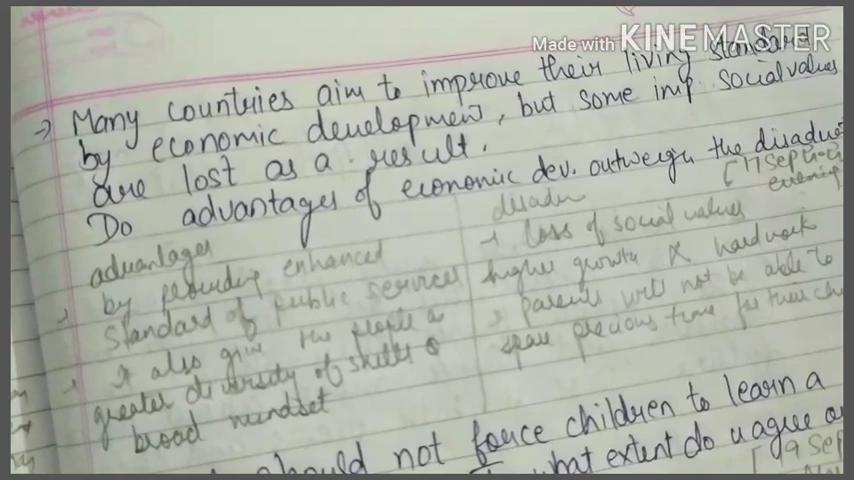 Made with KINEMASTER
→ Many countries aim to improve their living standard
by economic development, but some imp. social values
are lost as a result.
Do advantages of economic dev. outweigh the disadv
[17 Sept
evening
advantages
→ by providing enhanced
standard of public services
→ It also give the people a
greater diversity of skills &
broad mindset
disadv
→ loss of social values
higher growth X hardwork
→ parents will not be able to
spare precious time for their ch
should not force children to learn a
what extent do u agree o
[19 Sep